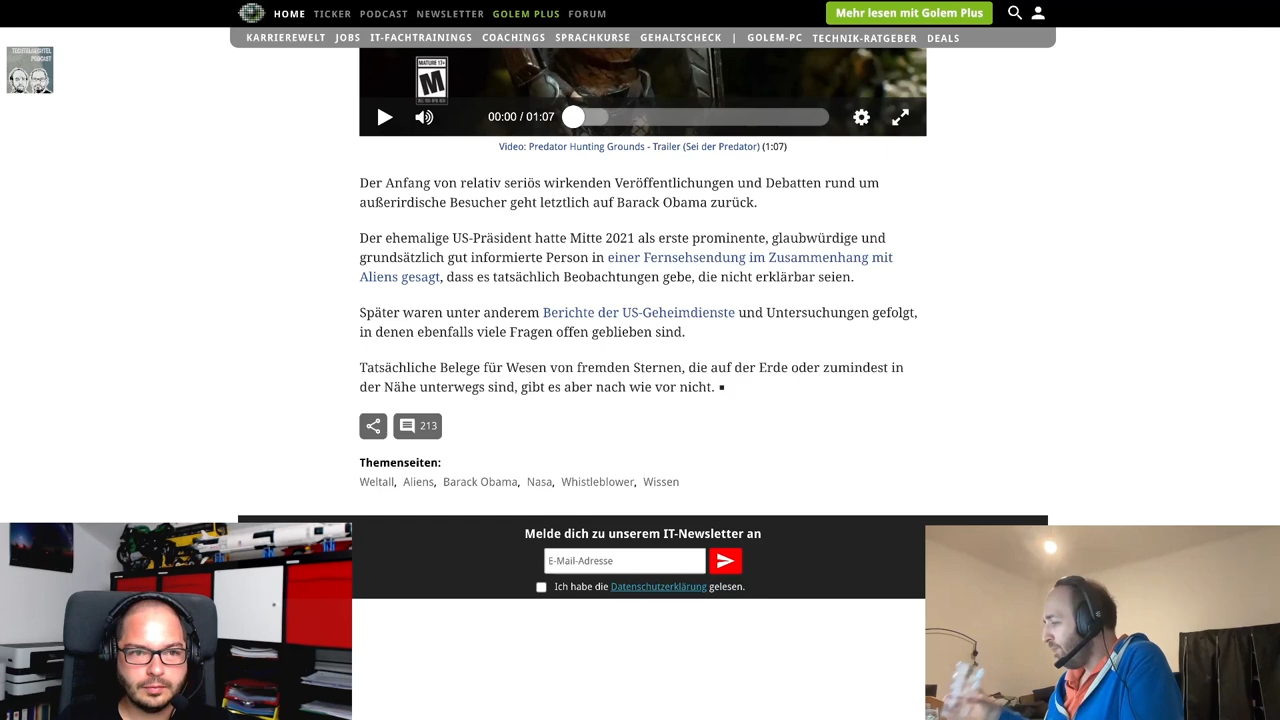 HOME TICKER PODCAST NEWSLETTER GOLEM PLUS FORUM
Mehr lesen mit Golem Plus
KARRIEREWELT JOBS IT-FACHTRAININGS COACHINGS SPRACHKURSE GEHALTSCHECK | GOLEM-PC TECHNIK-RATGEBER DEALS
PODCAST
MATURE 17+
M
00:00 / 01:07
Video: Predator Hunting Grounds - Trailer (Sei der Predator) (1:07)
Der Anfang von relativ seriös wirkenden Veröffentlichungen und Debatten rund um
außerirdische Besucher geht letztlich auf Barack Obama zurück.
Der ehemalige US-Präsident hatte Mitte 2021 als erste prominente, glaubwürdige und
grundsätzlich gut informierte Person in einer Fernsehsendung im Zusammenhang mit
Aliens gesagt, dass es tatsächlich Beobachtungen gebe, die nicht erklärbar seien.
Später waren unter anderem Berichte der US-Geheimdienste und Untersuchungen gefolgt,
in denen ebenfalls viele Fragen offen geblieben sind.
Tatsächliche Belege für Wesen von fremden Sternen, die auf der Erde oder zumindest in
der Nähe unterwegs sind, gibt es aber nach wie vor nicht.
213
Themenseiten:
Weltall, Aliens, Barack Obama, Nasa, Whistleblower, Wissen
Melde dich zu unserem IT-Newsletter an
E-Mail-Adresse
Ich habe die Datenschutzerklärung gelesen.